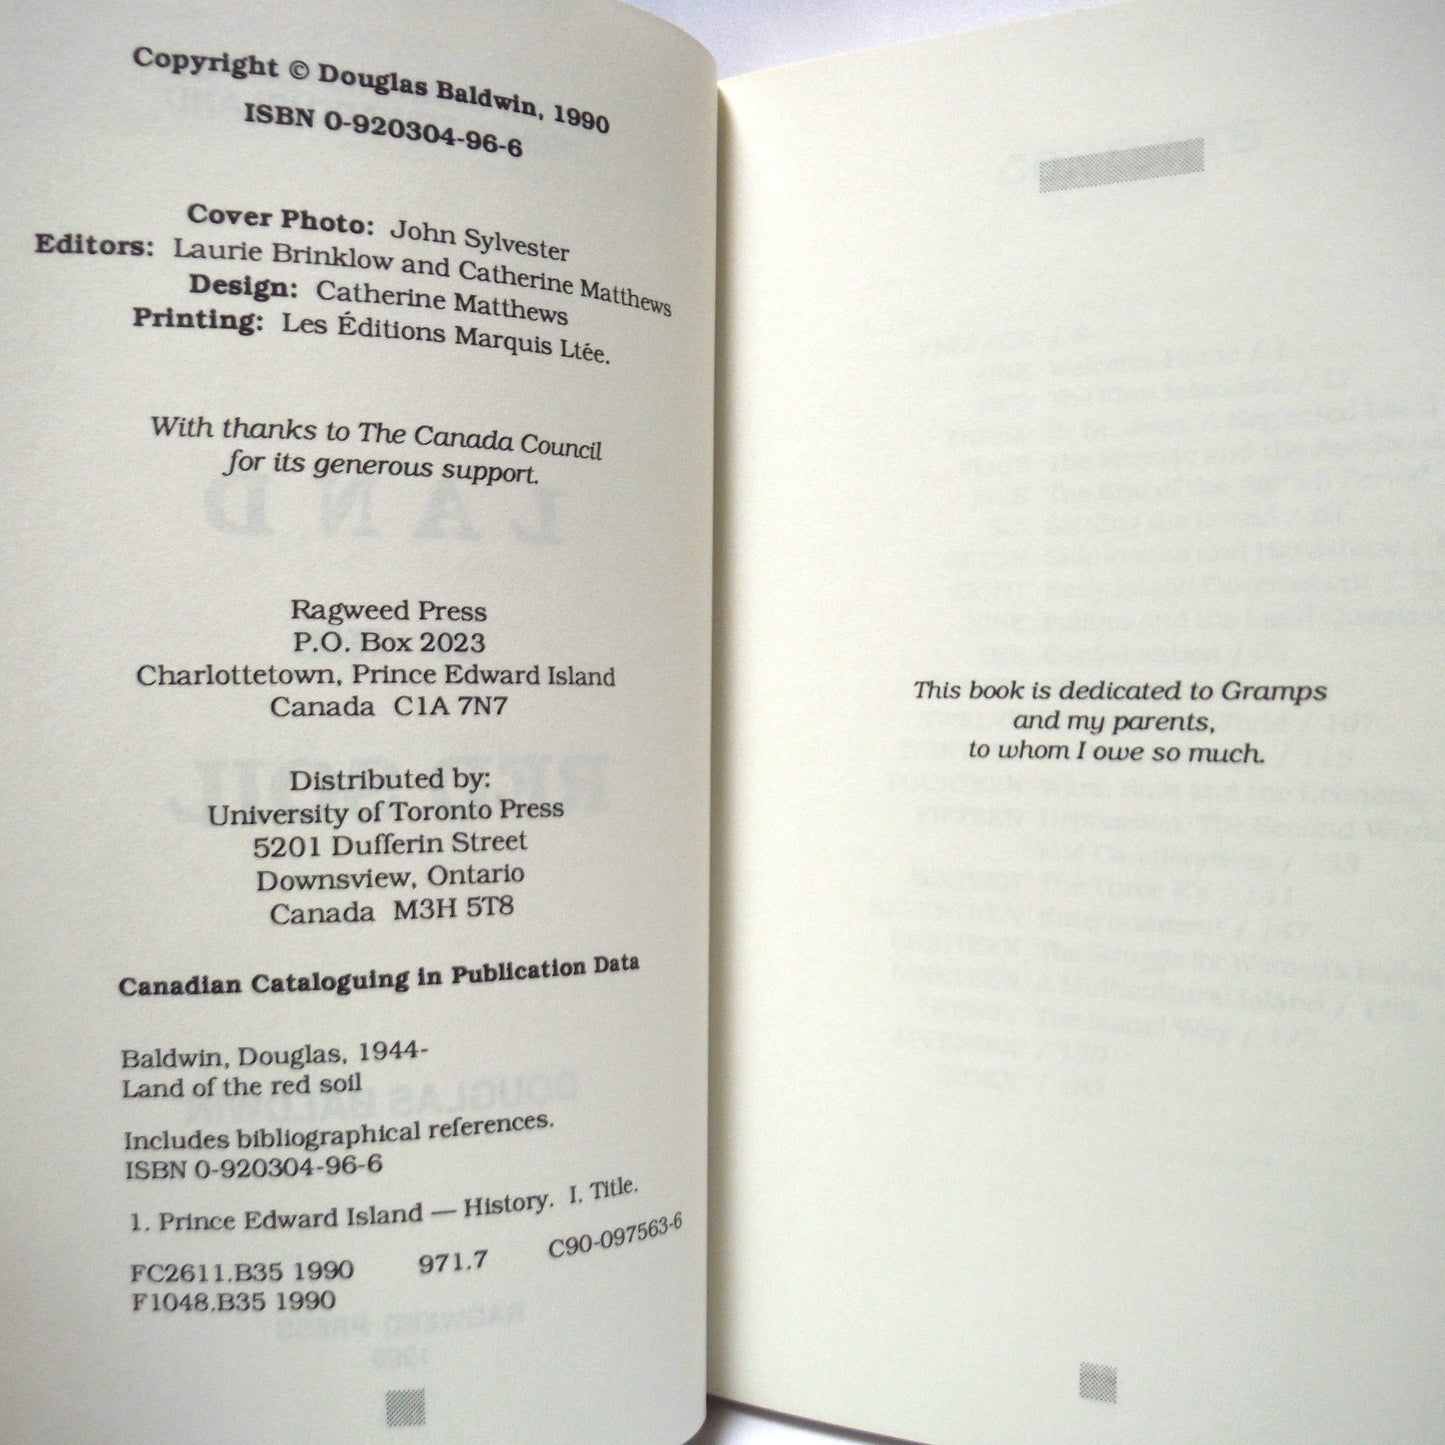 Copyright © Douglas Baldwin, 1990
ISBN 0-920304-96-6
Cover Photo: John Sylvester
Editors: Laurie Brinklow and Catherine Matthews
Design: Catherine Matthews
Printing: Les Éditions Marquis Ltée.
With thanks to The Canada Council
for its generous support.
Ragweed Press
P.O. Box 2023
Charlottetown, Prince Edward Island
Canada C1A 7N7
Distributed by:
University of Toronto Press
5201 Dufferin Street
Downsview, Ontario
Canada M3H 5T8
Canadian Cataloguing in Publication Data
Baldwin, Douglas, 1944-
Land of the red soil
Includes bibliographical references.
ISBN 0-920304-96-6
1. Prince Edward Island — History. I. Title.
FC2611.B35 1990 971.7 C90-097563-6
F1048.B35 1990
This book is dedicated to Gramps
and my parents,
to whom I owe so much.